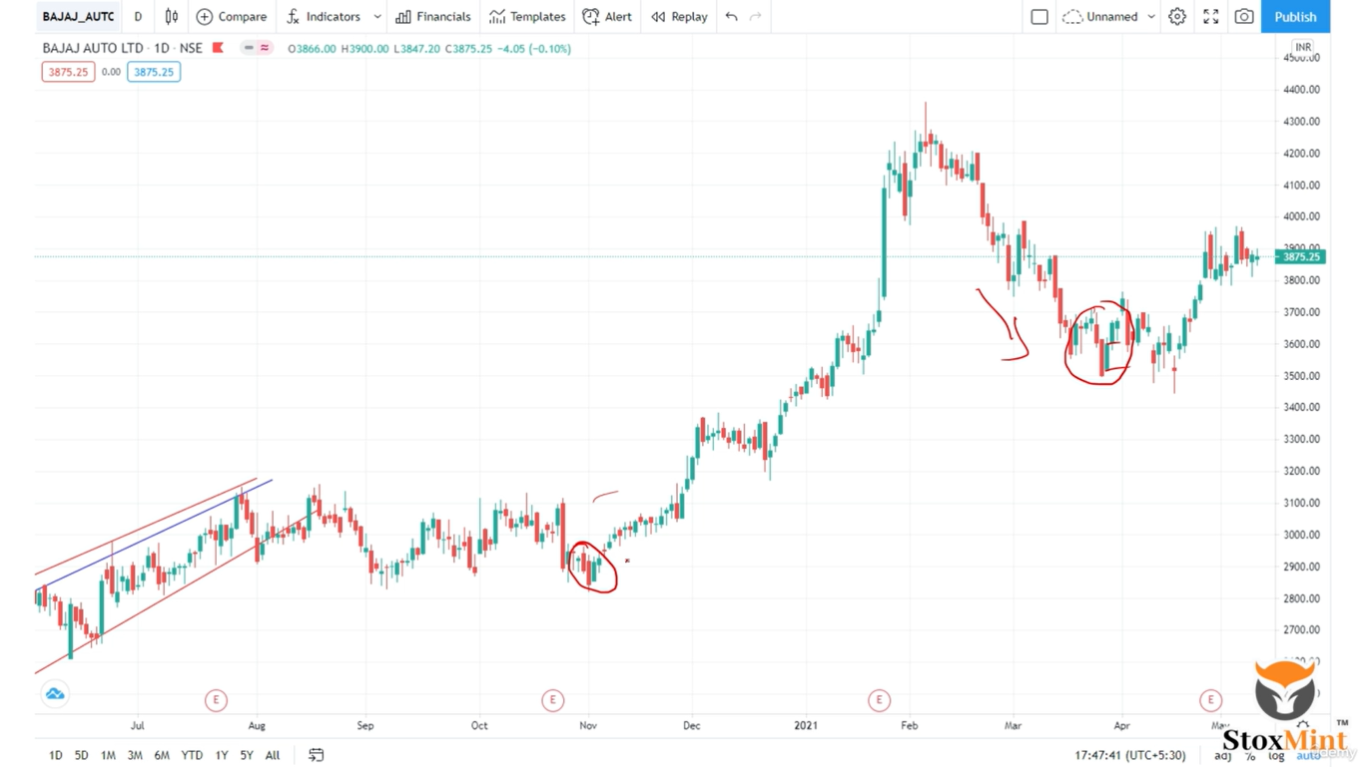 BAJAJ_AUTC D Compare Indicators Financials Templates Alert Replay Unnamed Publish
BAJAJ AUTO LTD · 1D · NSE O3866.00 H3900.00 L3847.20 C3875.25 −4.05 (−0.10%)
INR
3875.25 0.00 3875.25
4500.00
4400.00
4300.00
4200.00
4100.00
4000.00
3900.00
3875.25
3800.00
3700.00
3600.00
3500.00
3400.00
3300.00
3200.00
3100.00
3000.00
2900.00
2800.00
2700.00
E E E E
Jul Aug Sep Oct Nov Dec 2021 Feb Mar Apr May
StoxMint™
1D 5D 1M 3M 6M YTD 1Y 5Y All 17:47:41 (UTC+5:30) adj % log auto